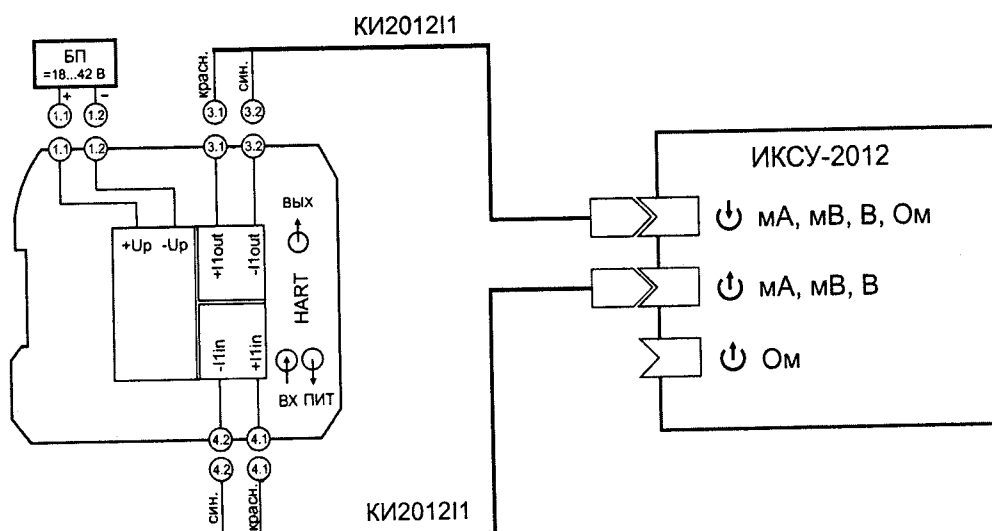 КИ2012I1
БП
=18...42 В
+ −
1.1 1.2
красн. син.
3.1 3.2
1.1 1.2
3.1 3.2
ИКСУ-2012
ВЫХ
+Up -Up
+I1out -I1out
HART
мА, мВ, В, Ом
мА, мВ, В
Ом
-I1in +I1in
ВХ ПИТ
4.2 4.1
4.2 4.1
син. красн.
КИ2012I1